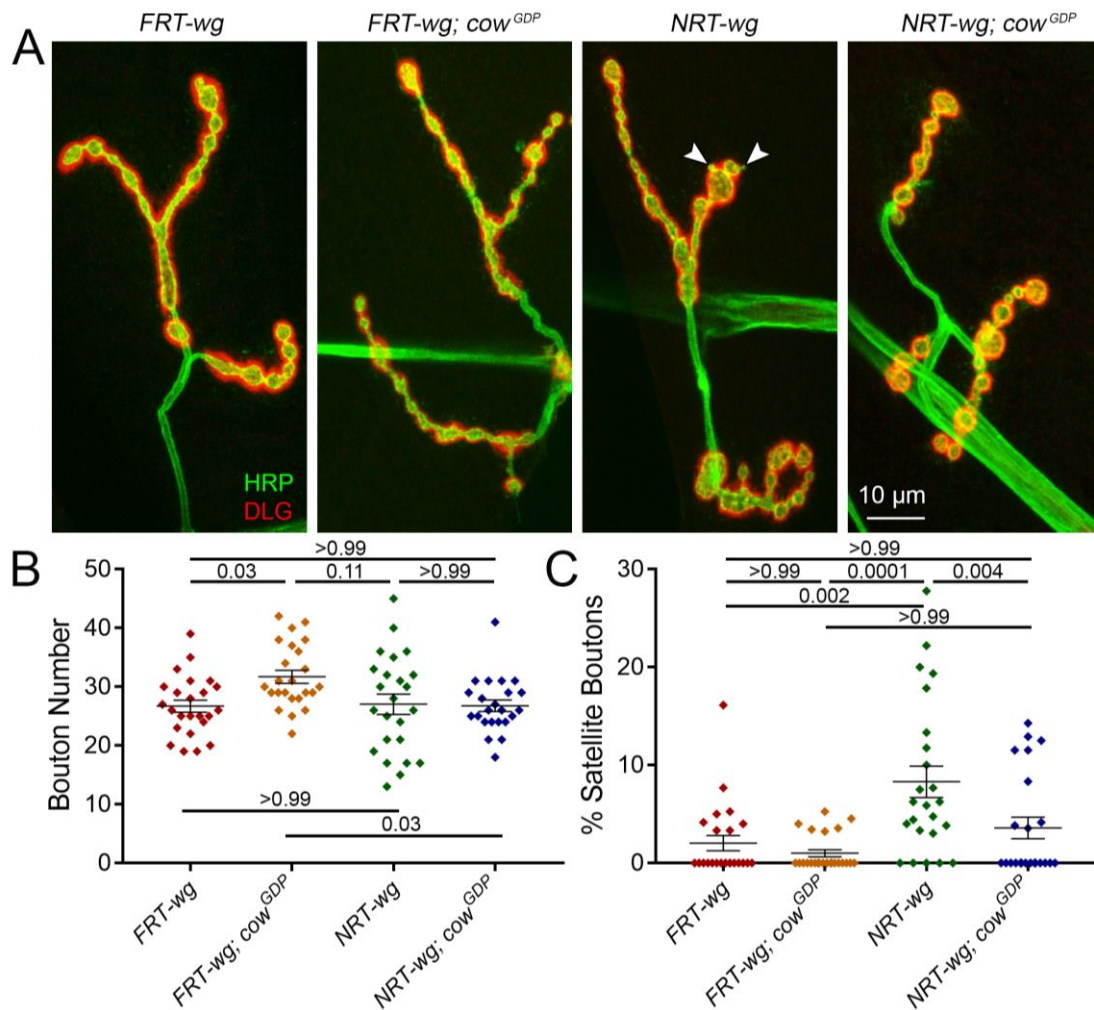 FRT-wg FRT-wg; cow^GDP NRT-wg NRT-wg; cow^GDP
A
HRP
DLG
10 µm
B
>0.99
0.03 0.11 >0.99
50
40
30
20
10
0
Bouton Number
>0.99
0.03
FRT-wg
FRT-wg; cow^GDP
NRT-wg
NRT-wg; cow^GDP
C
>0.99
>0.99 0.0001 0.004
0.002
>0.99
30
20
10
0
% Satellite Boutons
FRT-wg
FRT-wg; cow^GDP
NRT-wg
NRT-wg; cow^GDP